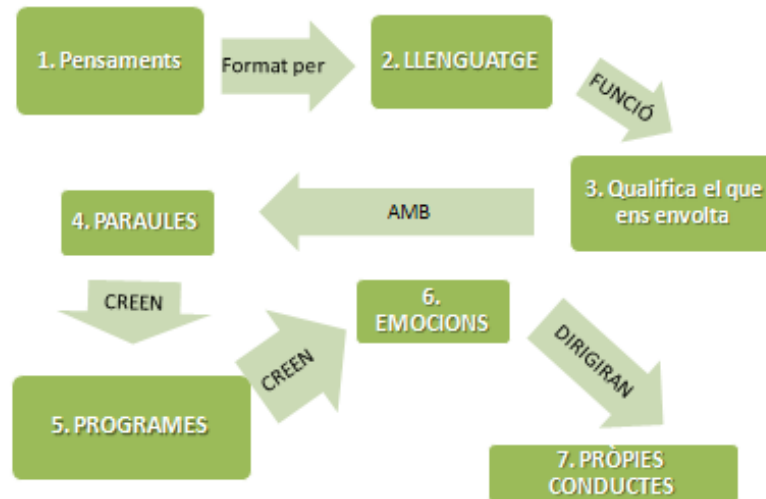 1. Pensaments
Format per
2. LLENGUATGE
FUNCIÓ
3. Qualifica el que
ens envolta
AMB
4. PARAULES
CREEN
5. PROGRAMES
CREEN
6.
EMOCIONS
DIRIGIRAN
7. PRÒPIES
CONDUCTES